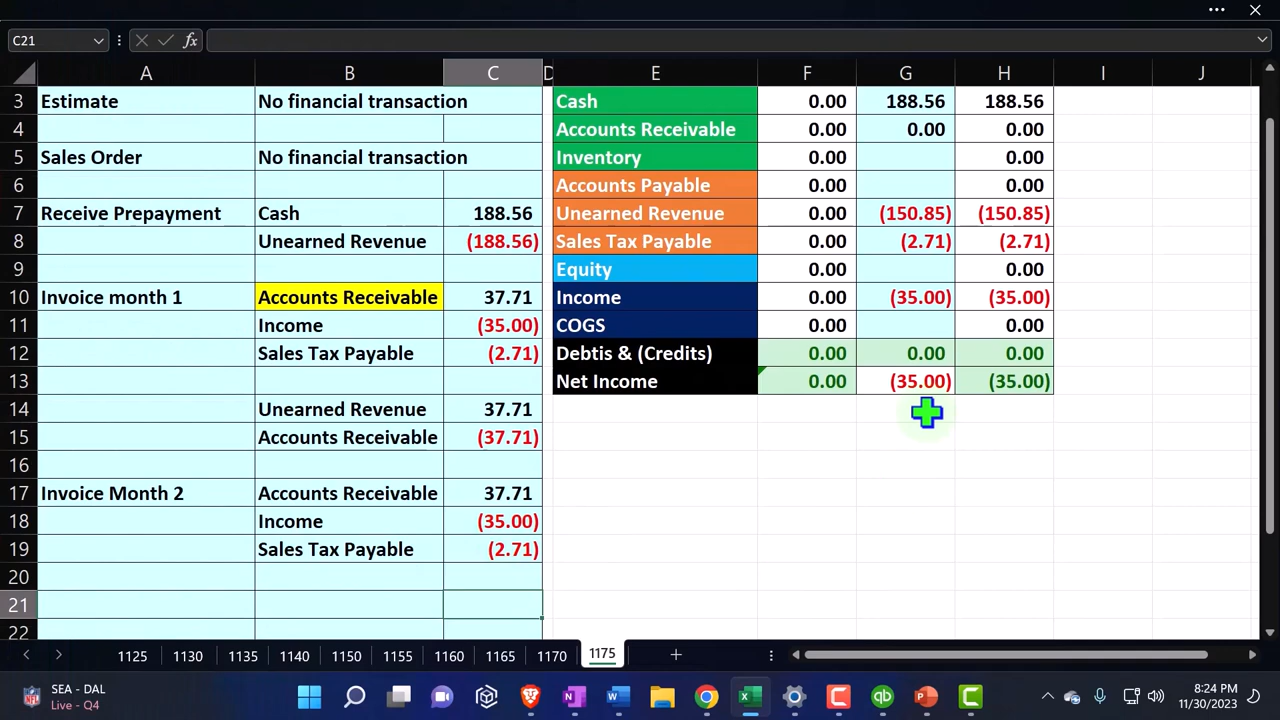 C21 fx
A B C D E F G H I J
3 Estimate No financial transaction Cash 0.00 188.56 188.56
4 Accounts Receivable 0.00 0.00 0.00
5 Sales Order No financial transaction Inventory 0.00 0.00
6 Accounts Payable 0.00 0.00
7 Receive Prepayment Cash 188.56 Unearned Revenue 0.00 (150.85) (150.85)
8 Unearned Revenue (188.56) Sales Tax Payable 0.00 (2.71) (2.71)
9 Equity 0.00 0.00
10 Invoice month 1 Accounts Receivable 37.71 Income 0.00 (35.00) (35.00)
11 Income (35.00) COGS 0.00 0.00
12 Sales Tax Payable (2.71) Debtis & (Credits) 0.00 0.00 0.00
13 Net Income 0.00 (35.00) (35.00)
14 Unearned Revenue 37.71
15 Accounts Receivable (37.71)
16
17 Invoice Month 2 Accounts Receivable 37.71
18 Income (35.00)
19 Sales Tax Payable (2.71)
20
21
22
1125 1130 1135 1140 1150 1155 1160 1165 1170 1175
SEA - DAL
Live - Q4
8:24 PM
11/30/2023